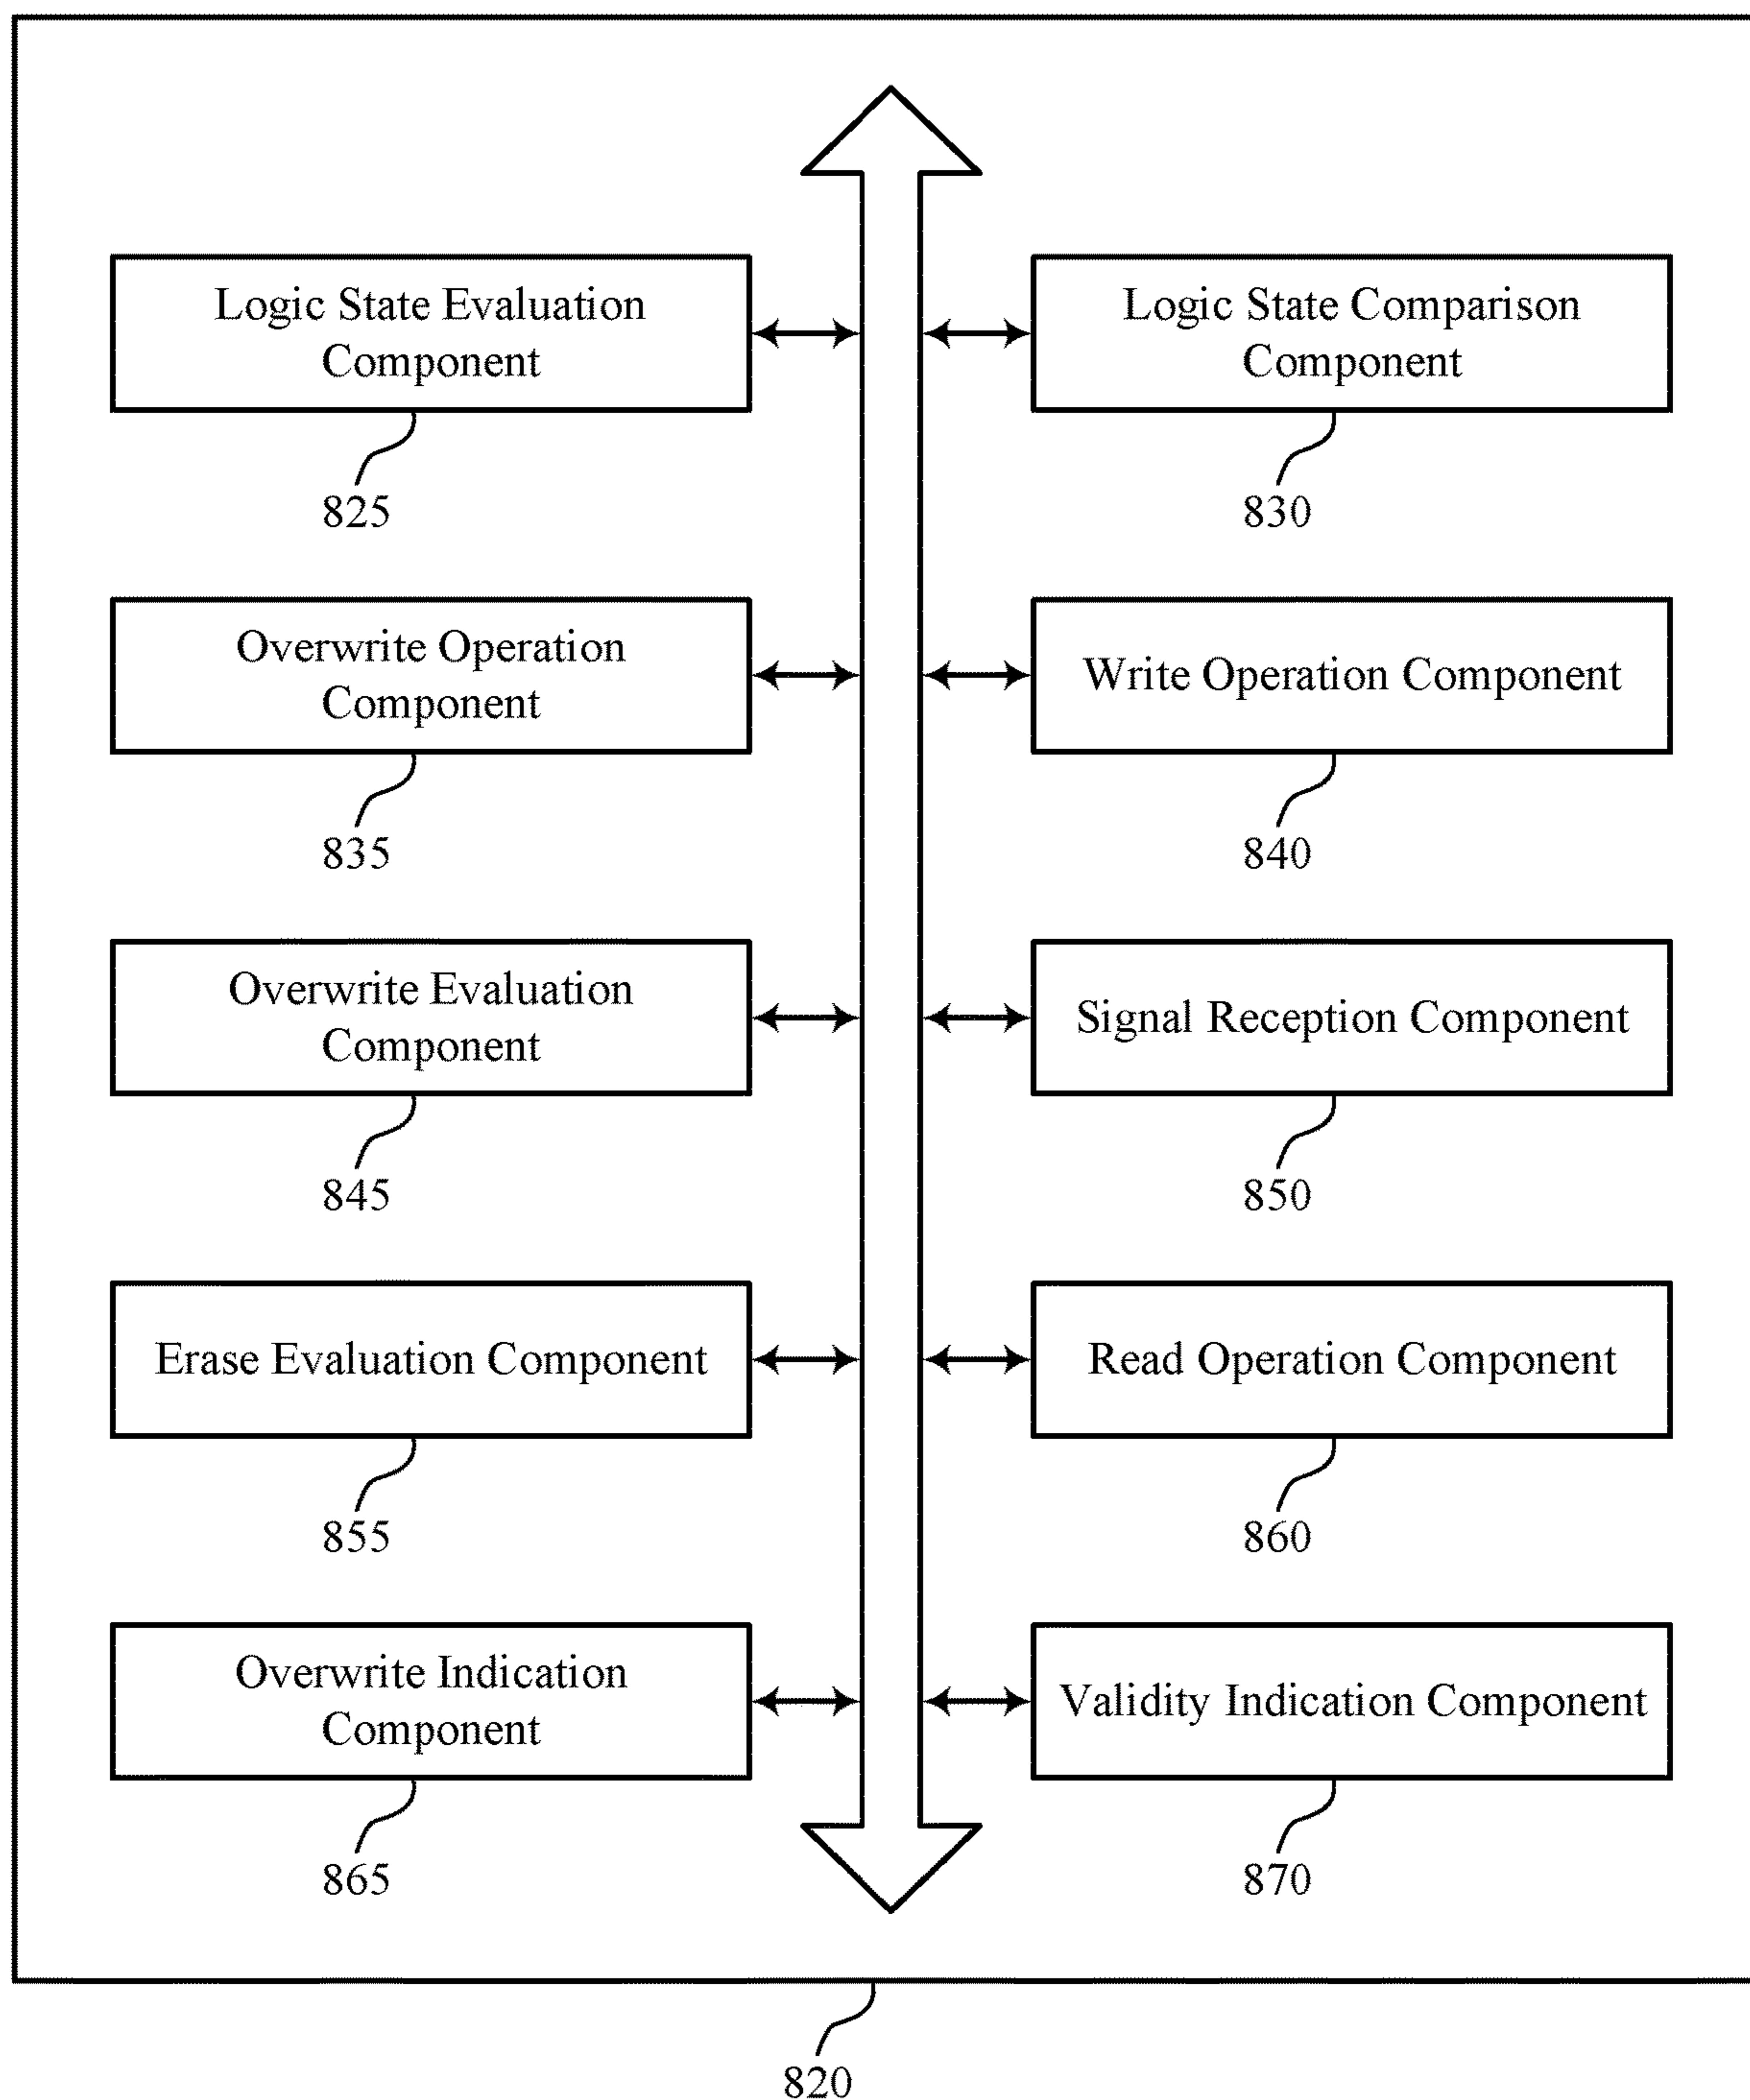 Logic State Evaluation
Component
825
Logic State Comparison
Component
830
Overwrite Operation
Component
835
Write Operation Component
840
Overwrite Evaluation
Component
845
Signal Reception Component
850
Erase Evaluation Component
855
Read Operation Component
860
Overwrite Indication
Component
865
Validity Indication Component
870
820